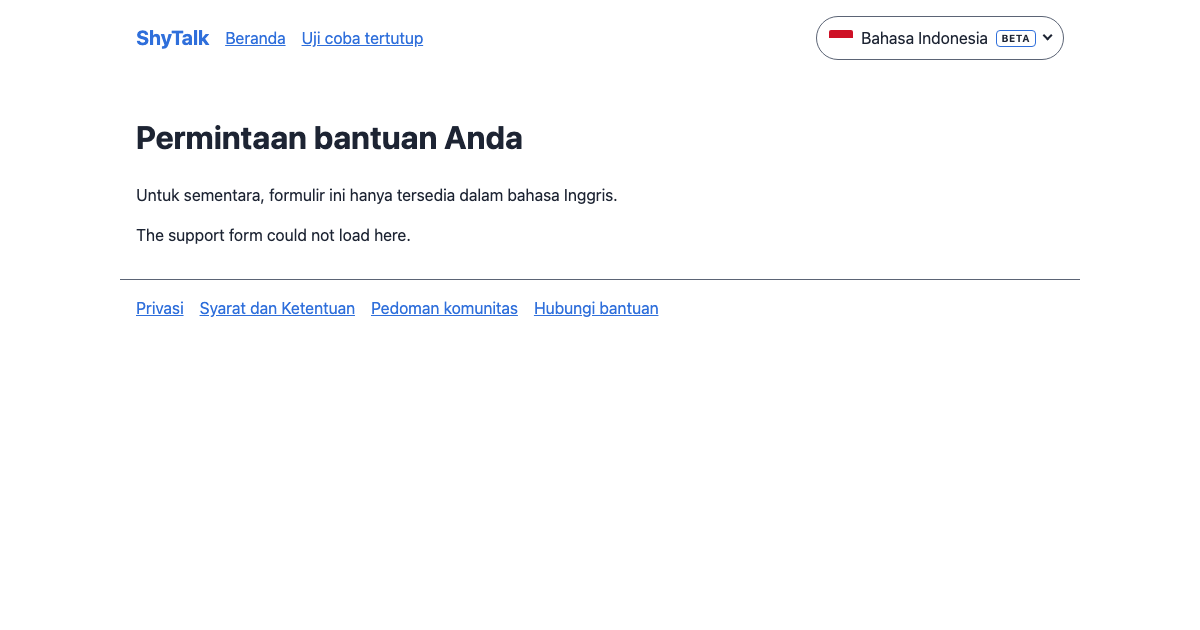 ShyTalk Beranda Uji coba tertutup Bahasa Indonesia BETA
Permintaan bantuan Anda
Untuk sementara, formulir ini hanya tersedia dalam bahasa Inggris.
The support form could not load here.
Privasi Syarat dan Ketentuan Pedoman komunitas Hubungi bantuan